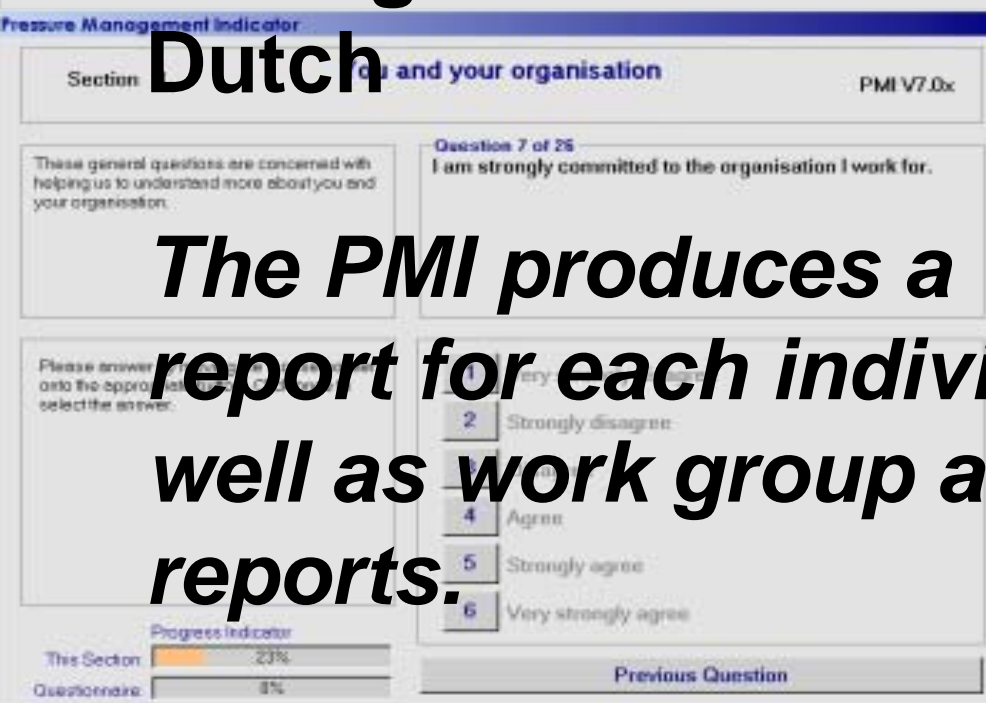 Pressure Management Indicator
Dutch
Section
You and your organisation
PMI V7.0x
These general questions are concerned with
helping us to understand more about you and
your organisation.
Question 7 of 26
I am strongly committed to the organisation I work for.
The PMI produces a
report for each indivi
well as work group a
reports.
Please answer
onto the
select the answer.
1
2 Strongly disagree
4 Agree
5 Strongly agree
6 Very strongly agree
Progress Indicator
This Section 23%
Questionnaire 8%
Previous Question